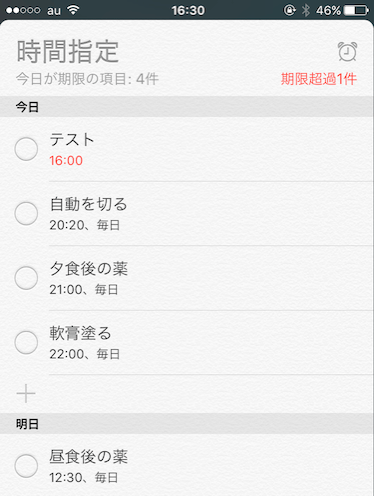 au 16:30 46%
時間指定
今日が期限の項目: 4件 期限超過1件
今日
テスト
16:00
自動を切る
20:20、毎日
夕食後の薬
21:00、毎日
軟膏塗る
22:00、毎日
明日
昼食後の薬
12:30、毎日